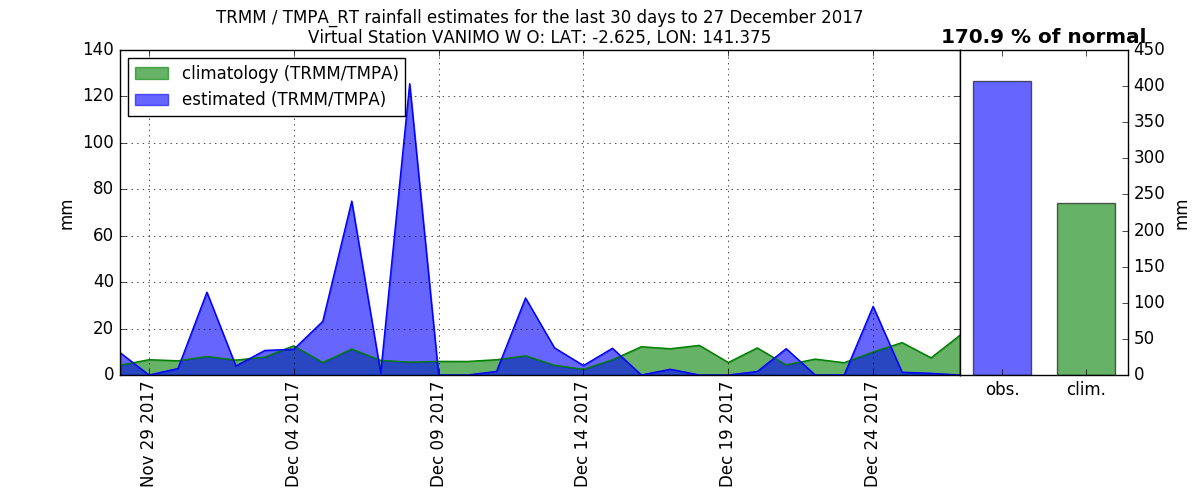 TRMM / TMPA_RT rainfall estimates for the last 30 days to 27 December 2017
Virtual Station VANIMO W O: LAT: -2.625, LON: 141.375
170.9 % of normal
climatology (TRMM/TMPA)
estimated (TRMM/TMPA)
140
120
100
80
60
40
20
0
mm
Nov 29 2017
Dec 04 2017
Dec 09 2017
Dec 14 2017
Dec 19 2017
Dec 24 2017
450
400
350
300
250
200
150
100
50
0
mm
obs.
clim.